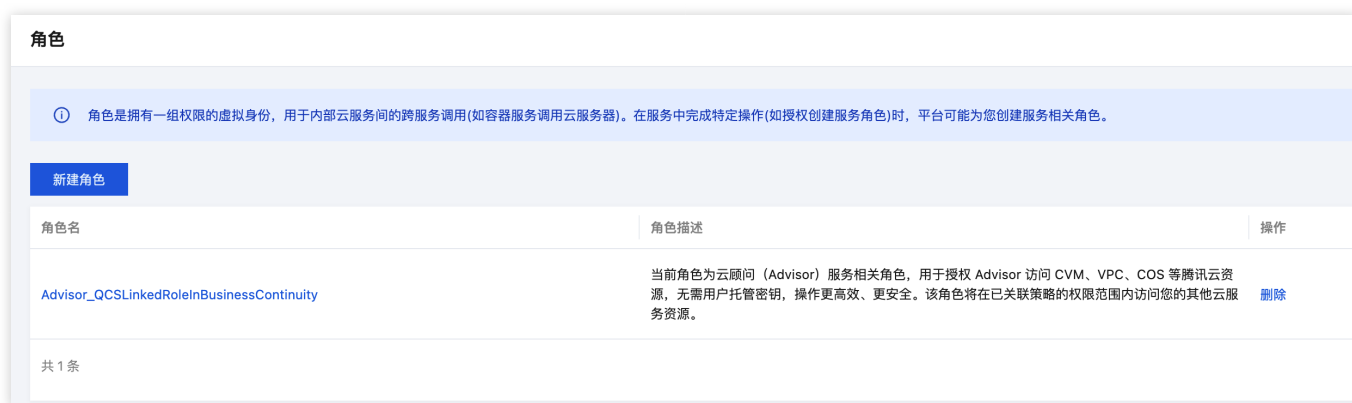 角色
角色是拥有一组权限的虚拟身份，用于内部云服务间的跨服务调用(如容器服务调用云服务器)。在服务中完成特定操作(如授权创建服务角色)时，平台可能为您创建服务相关角色。
新建角色
角色名
角色描述
操作
Advisor_QCSLinkedRoleInBusinessContinuity
当前角色为云顾问（Advisor）服务相关角色，用于授权 Advisor 访问 CVM、VPC、COS 等腾讯云资
源，无需用户托管密钥，操作更高效、更安全。该角色将在已关联策略的权限范围内访问您的其他云服
务资源。
删除
共 1 条